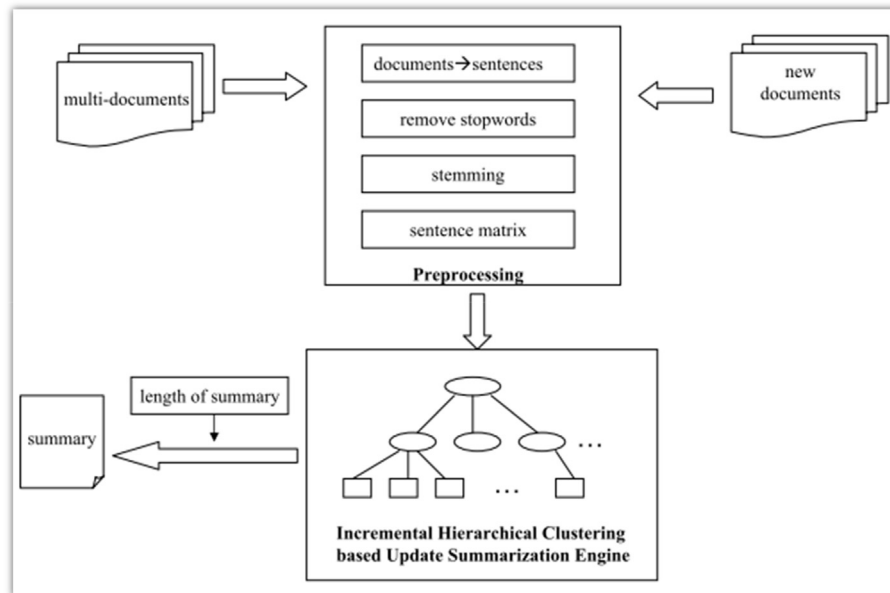 multi-documents
documents→sentences
remove stopwords
stemming
sentence matrix
Preprocessing
new
documents
length of summary
summary
...
...
Incremental Hierarchical Clustering
based Update Summarization Engine